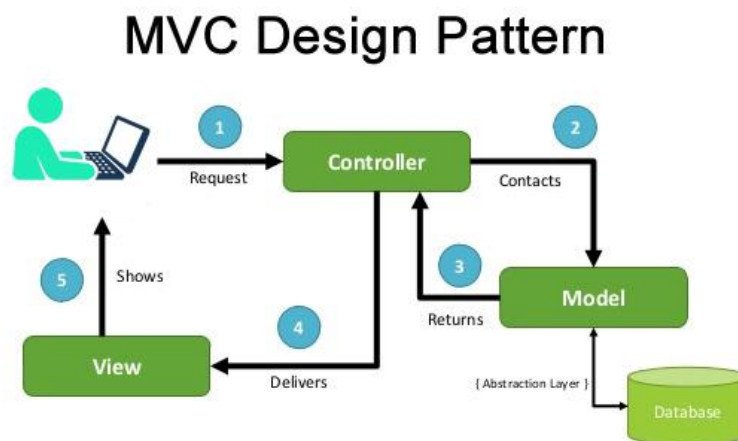 MVC Design Pattern
1
Request
Controller
2
Contacts
Model
3
Returns
4
Delivers
View
5
Shows
{ Abstraction Layer }
Database